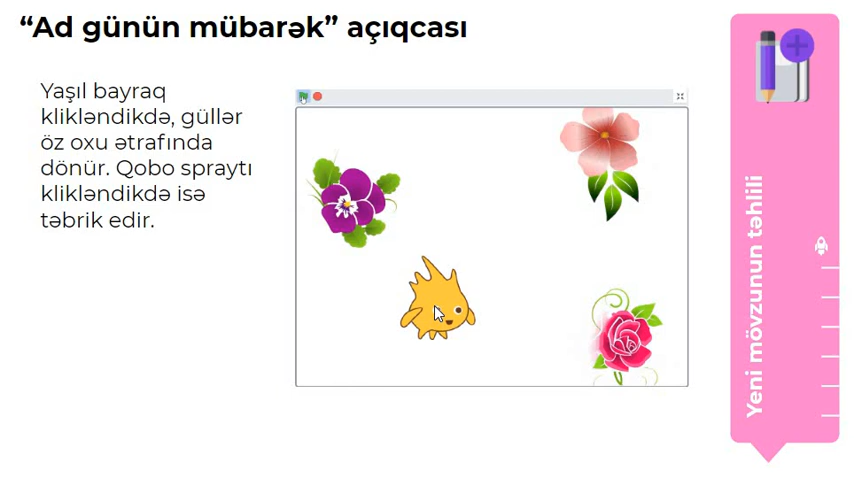 “Ad günün mübarək” açıqcası
Yaşıl bayraq
klikləndikdə, güllər
öz oxu ətrafında
dönür. Qobo spraytı
klikləndikdə isə
təbrik edir.
Yeni mövzunun təhlili